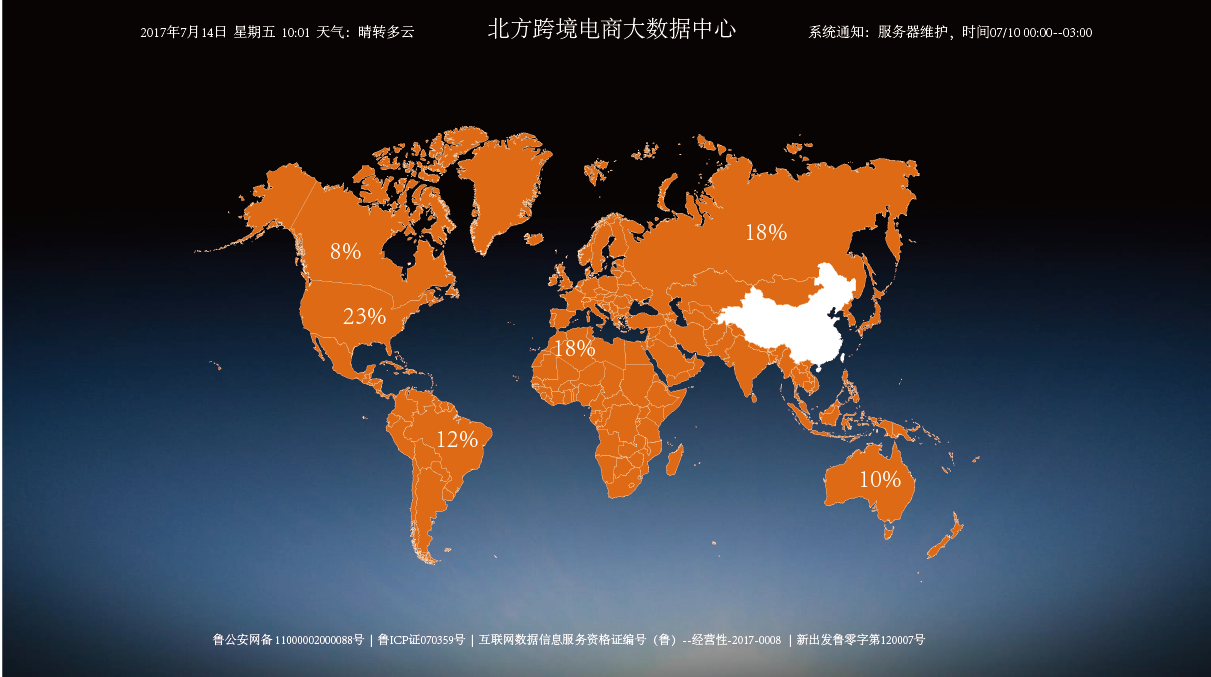 2017年7月14日 星期五 10:01 天气：晴转多云
北方跨境电商大数据中心
系统通知：服务器维护，时间07/10 00:00--03:00
18%
8%
23%
18%
12%
10%
鲁公安网备 11000002000088号 | 鲁ICP证070359号 | 互联网数据信息服务资格证编号（鲁）--经营性-2017-0008 | 新出发鲁零字第120007号